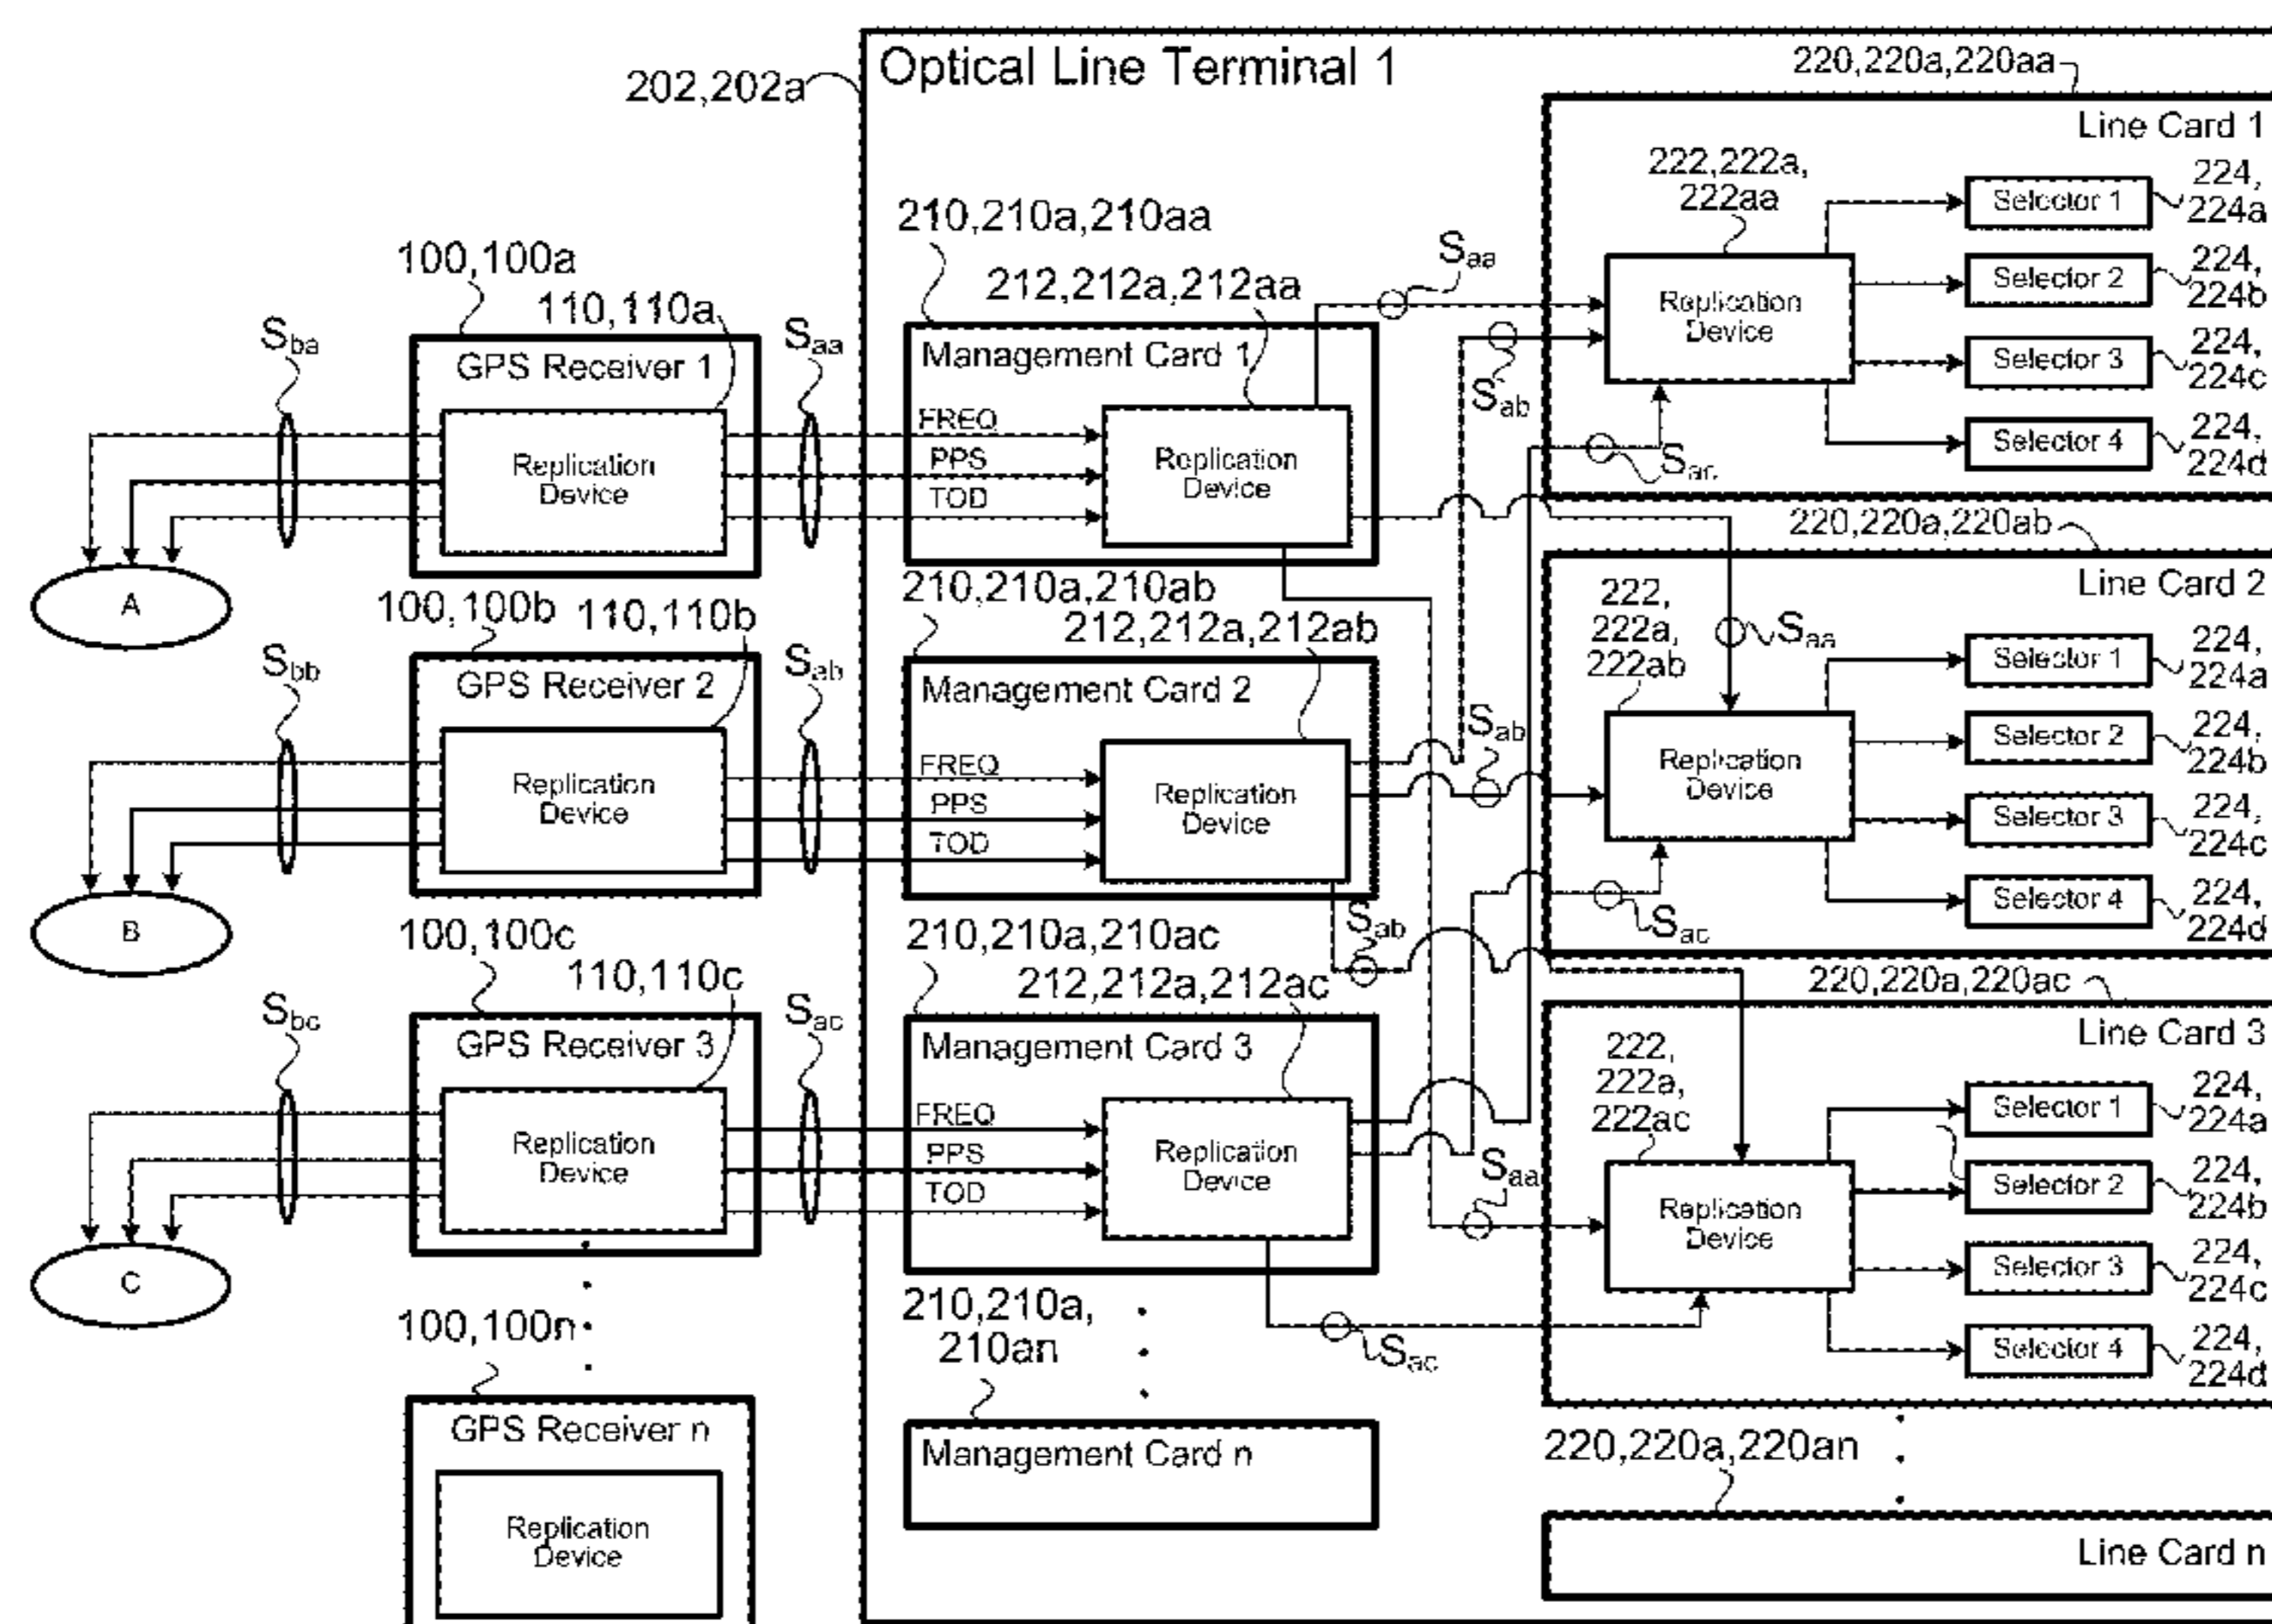 Optical Line Terminal 1
202,202a
220,220a,220aa
Line Card 1
222,222a,
222aa
Replication
Device
Selector 1
224,
224a
Selector 2
224,
224b
Selector 3
224,
224c
Selector 4
224,
224d
100,100a
110,110a
GPS Receiver 1
Replication
Device
Sba
Saa
A
210,210a,210aa
212,212a,212aa
Management Card 1
FREQ
PPS
TOD
Replication
Device
Saa
Sab
Sac
220,220a,220ab
Line Card 2
222,
222a,
222ab
Saa
Replication
Device
Selector 1
224,
224a
Selector 2
224,
224b
Selector 3
224,
224c
Selector 4
224,
224d
100,100b
110,110b
GPS Receiver 2
Replication
Device
Sbb
Sab
B
210,210a,210ab
212,212a,212ab
Management Card 2
FREQ
PPS
TOD
Replication
Device
Sab
Sab
Sac
220,220a,220ac
Line Card 3
222,
222a,
222ac
Replication
Device
Selector 1
224,
224a
Selector 2
224,
224b
Selector 3
224,
224c
Selector 4
224,
224d
100,100c
110,110c
GPS Receiver 3
Replication
Device
Sbc
Sac
C
210,210a,210ac
212,212a,212ac
Management Card 3
FREQ
PPS
TOD
Replication
Device
Saa
Sac
100,100n
GPS Receiver n
Replication
Device
210,210a,
210an
Management Card n
220,220a,220an
Line Card n